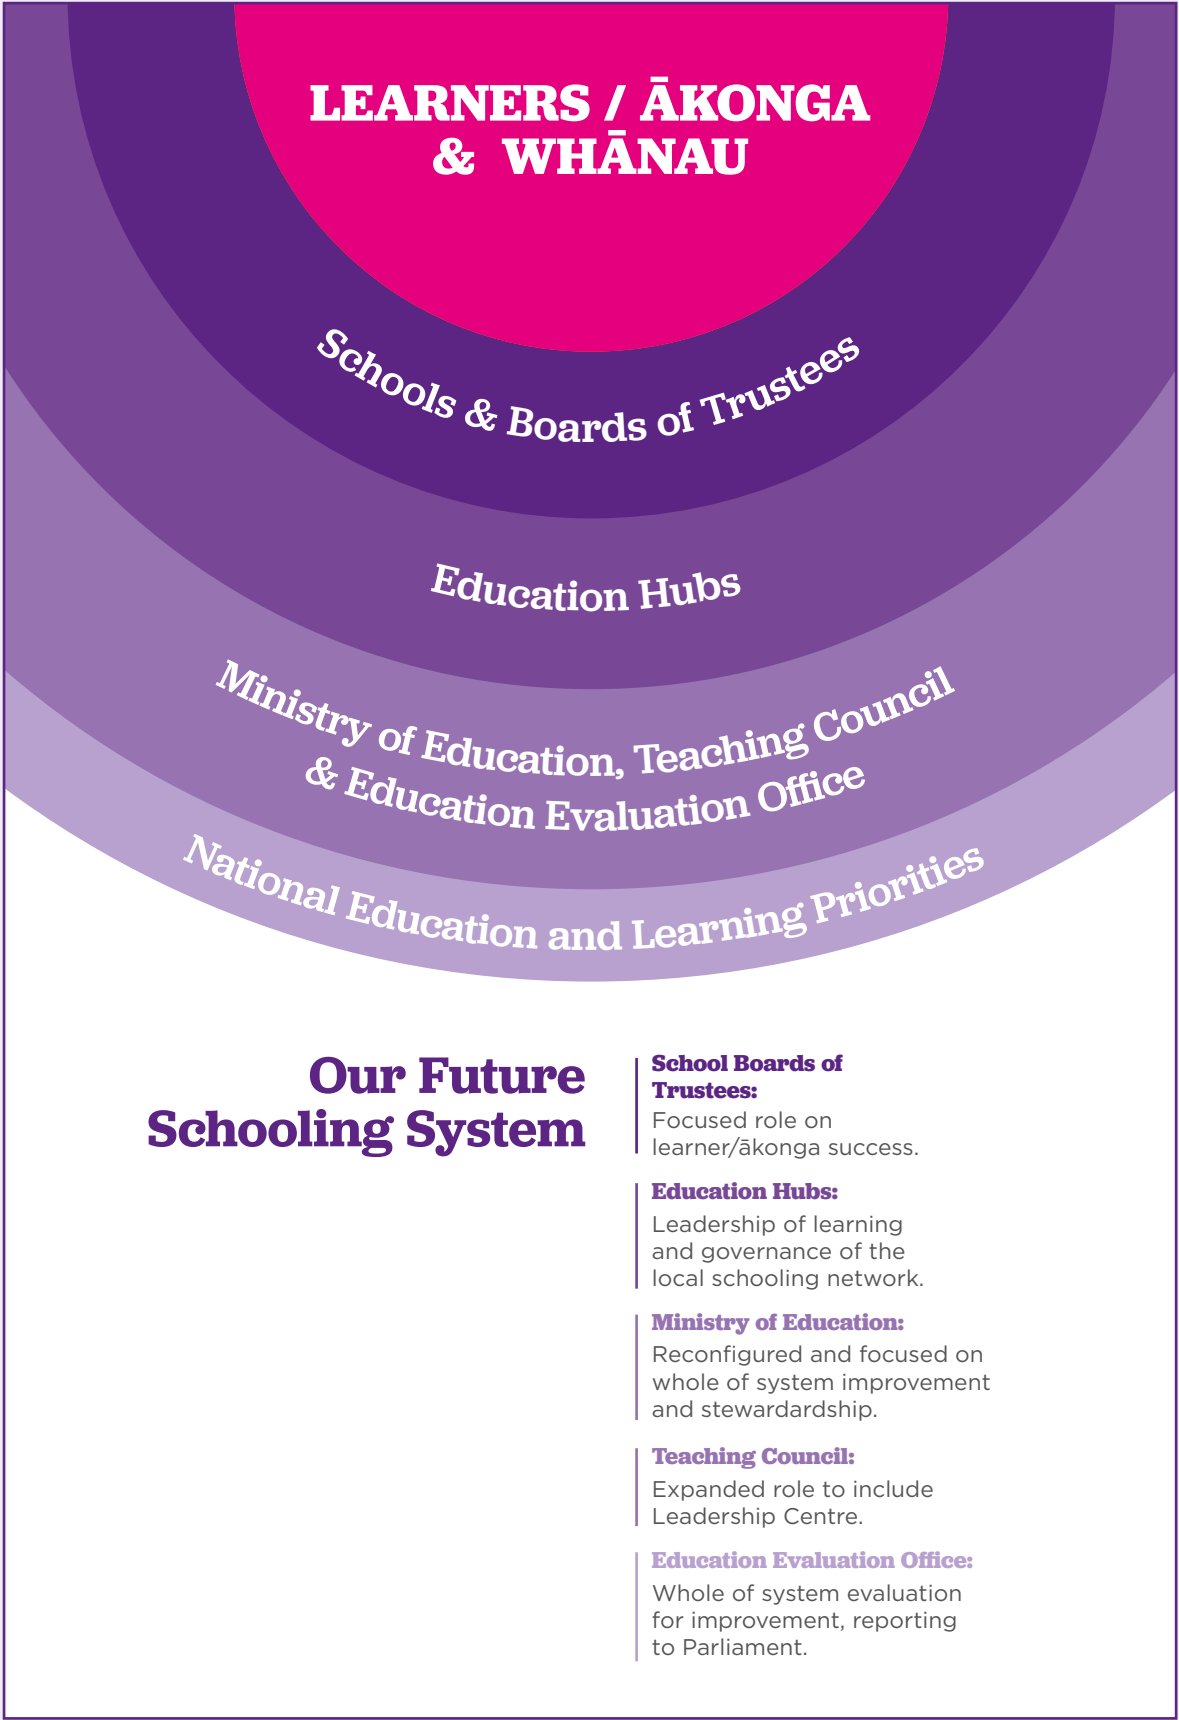 LEARNERS / ĀKONGA
& WHĀNAU
Schools & Boards of Trustees
Education Hubs
Ministry of Education, Teaching Council
& Education Evaluation Office
National Education and Learning Priorities
Our Future
Schooling System
School Boards of
Trustees:
Focused role on
learner/ākonga success.
Education Hubs:
Leadership of learning
and governance of the
local schooling network.
Ministry of Education:
Reconfigured and focused on
whole of system improvement
and stewardardship.
Teaching Council:
Expanded role to include
Leadership Centre.
Education Evaluation Office:
Whole of system evaluation
for improvement, reporting
to Parliament.